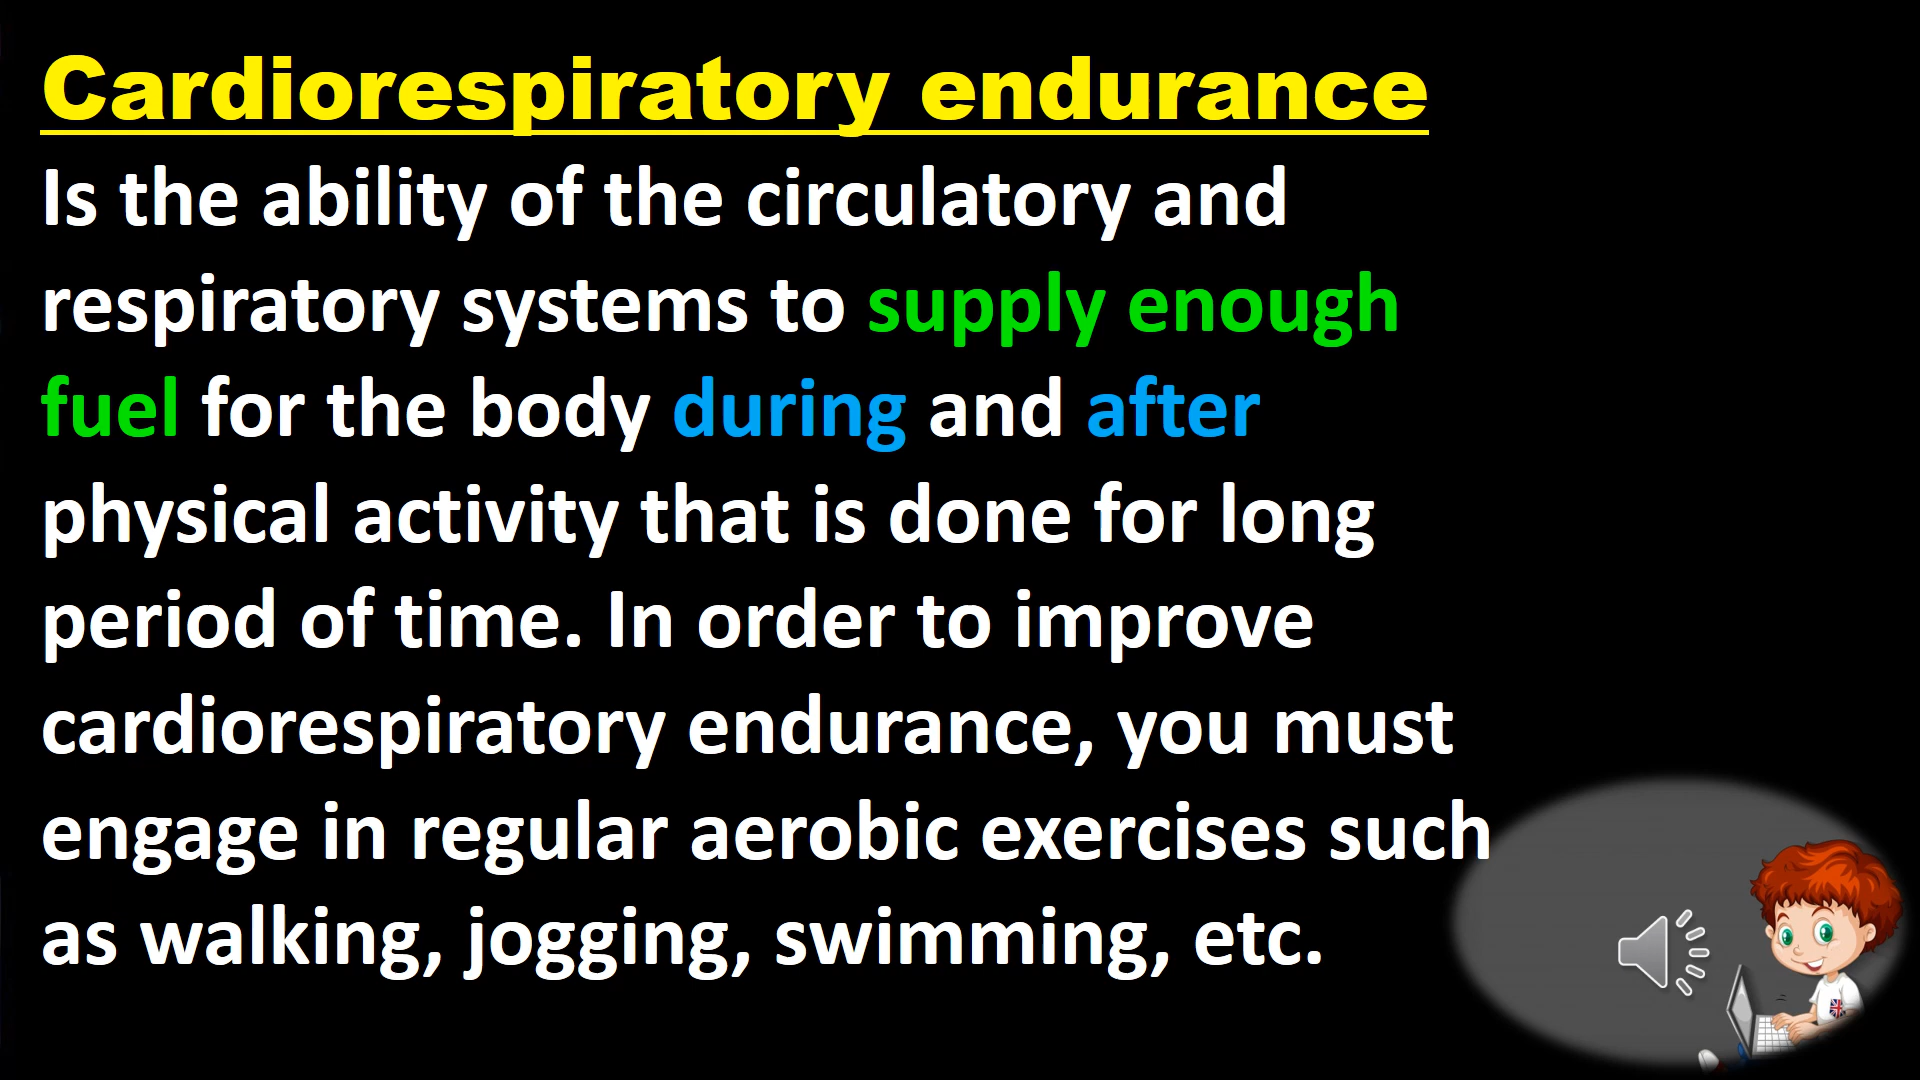 Cardiorespiratory endurance
Is the ability of the circulatory and
respiratory systems to supply enough
fuel for the body during and after
physical activity that is done for long
period of time. In order to improve
cardiorespiratory endurance, you must
engage in regular aerobic exercises such
as walking, jogging, swimming, etc.